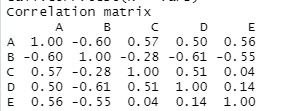 Correlation matrix
A B C D E
A 1.00 -0.60 0.57 0.50 0.56
B -0.60 1.00 -0.28 -0.61 -0.55
C 0.57 -0.28 1.00 0.51 0.04
D 0.50 -0.61 0.51 1.00 0.14
E 0.56 -0.55 0.04 0.14 1.00